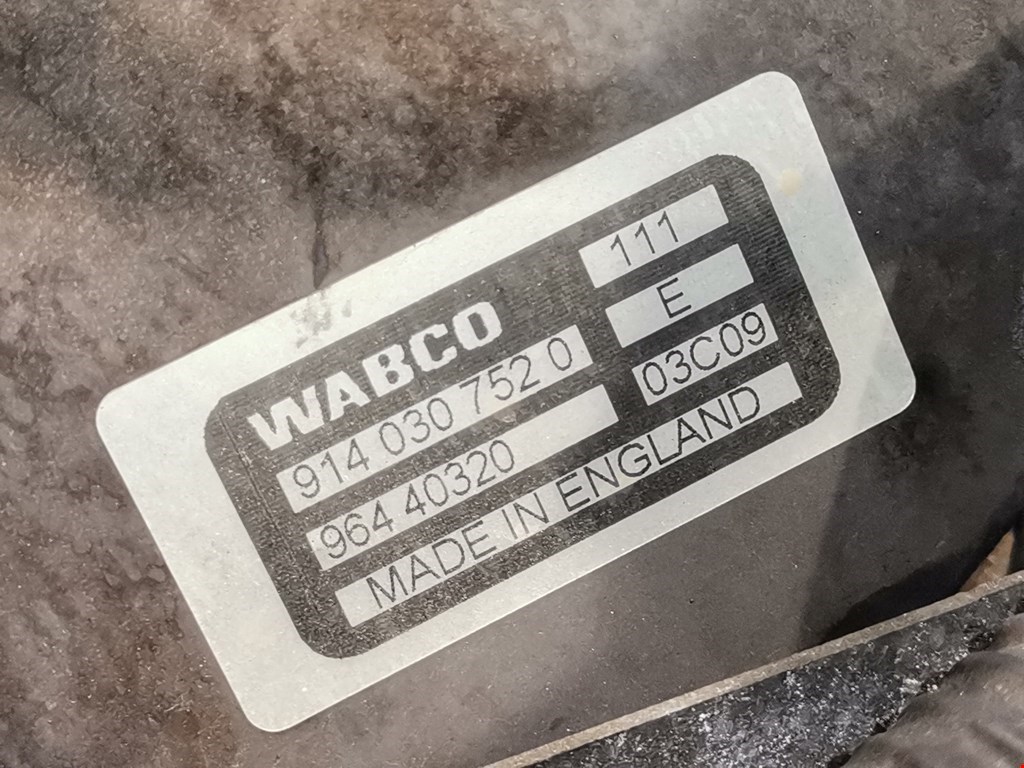 111
WABCO
E
914 030 752 0
03C09
964 40320
MADE IN ENGLAND